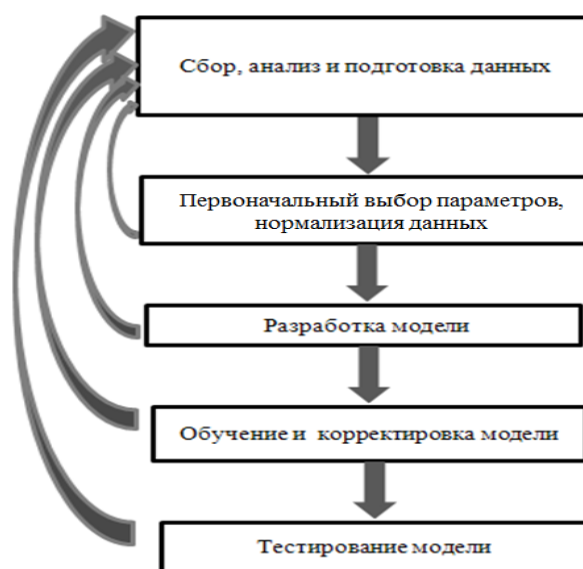 Сбор, анализ и подготовка данных
Первоначальный выбор параметров,
нормализация данных
Разработка модели
Обучение и корректировка модели
Тестирование модели